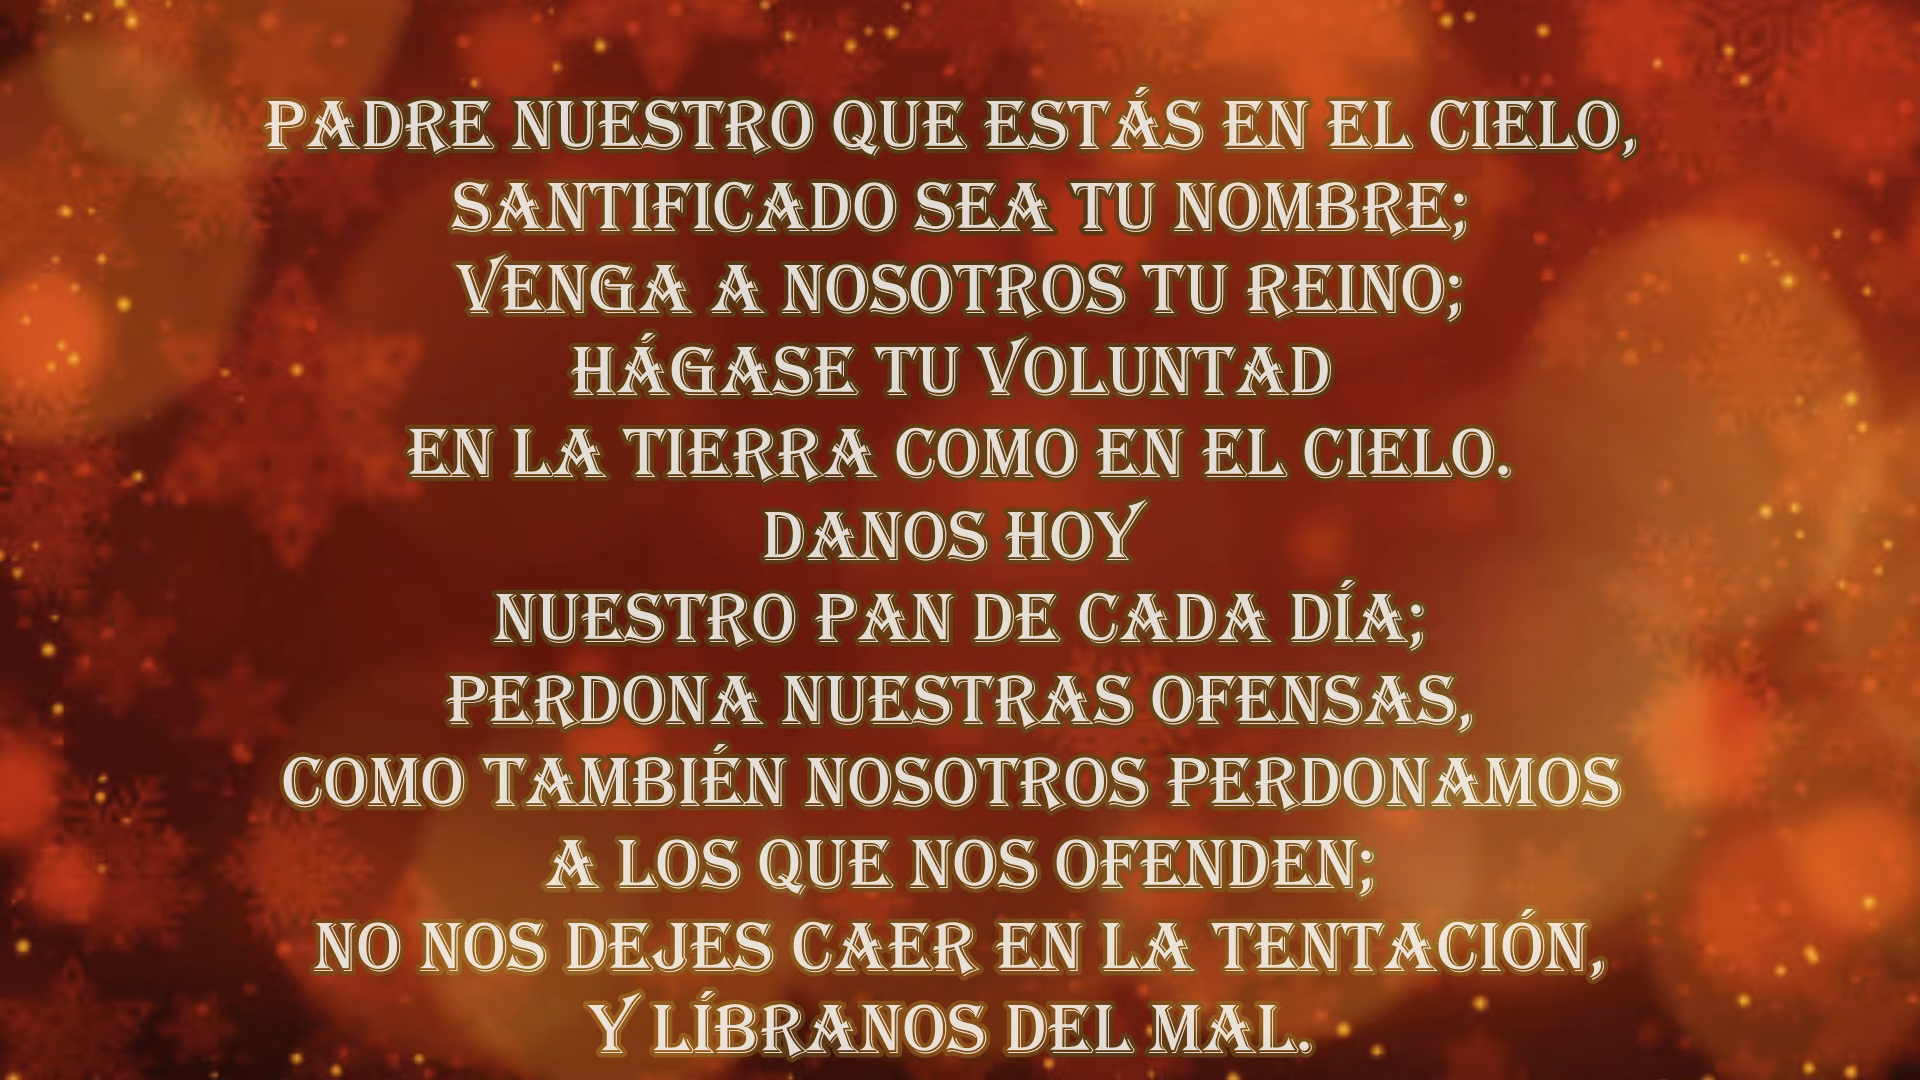 PADRE NUESTRO QUE ESTÁS EN EL CIELO,
SANTIFICADO SEA TU NOMBRE;
VENGA A NOSOTROS TU REINO;
HÁGASE TU VOLUNTAD
EN LA TIERRA COMO EN EL CIELO.
DANOS HOY
NUESTRO PAN DE CADA DÍA;
PERDONA NUESTRAS OFENSAS,
COMO TAMBIÉN NOSOTROS PERDONAMOS
A LOS QUE NOS OFENDEN;
NO NOS DEJES CAER EN LA TENTACIÓN,
Y LÍBRANOS DEL MAL.